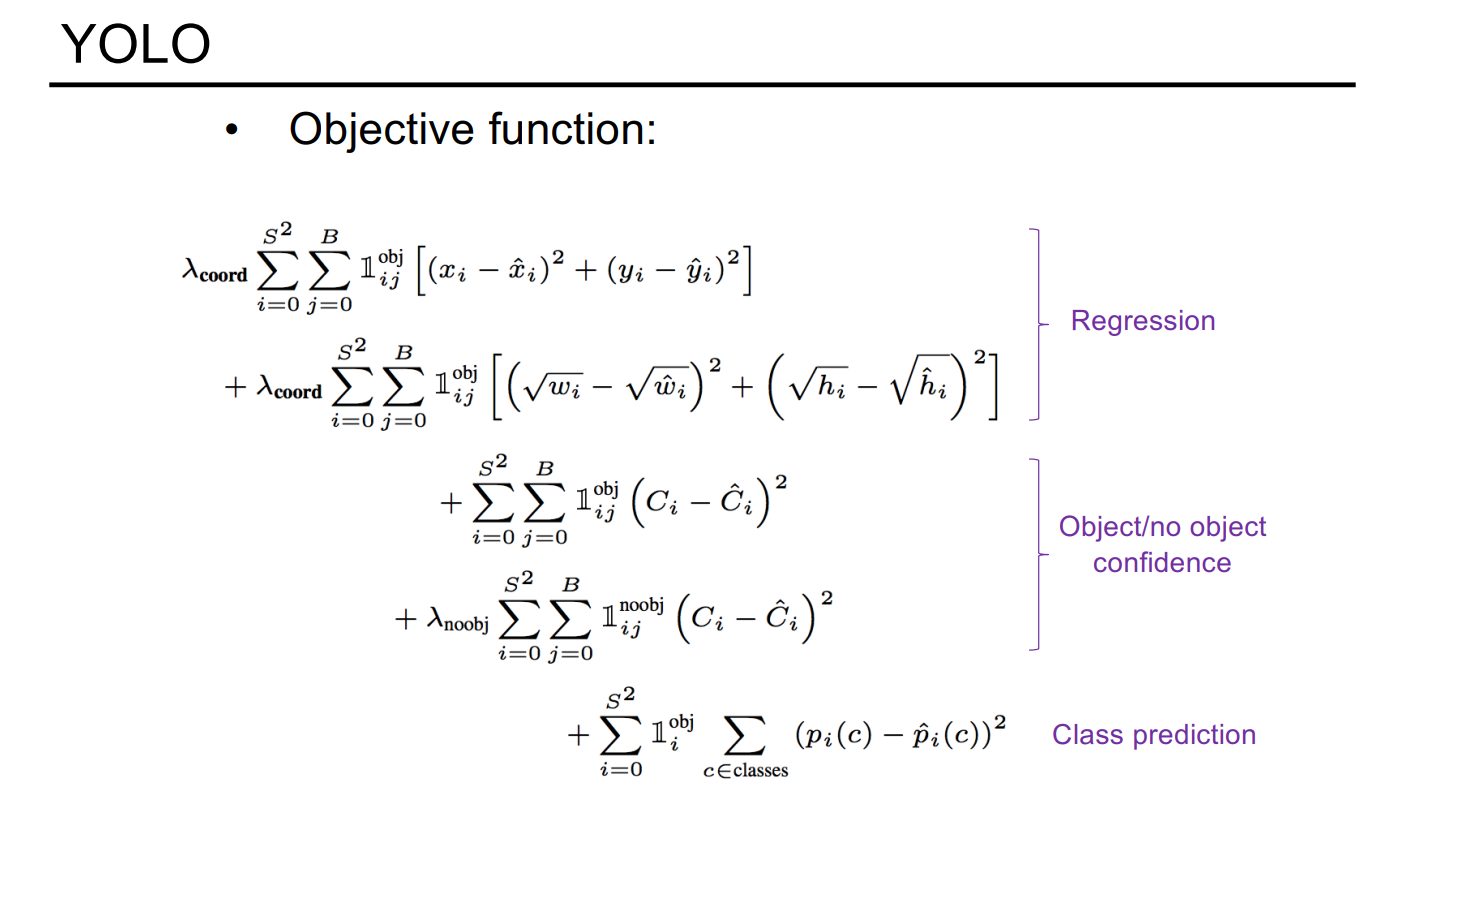 YOLO
• Objective function:
$\lambda_{\textbf{coord}} \sum_{i=0}^{S^2} \sum_{j=0}^{B} \mathbb{1}_{ij}^{\text{obj}} \left[ (x_i - \hat{x}_i)^2 + (y_i - \hat{y}_i)^2 \right]$
$+ \lambda_{\textbf{coord}} \sum_{i=0}^{S^2} \sum_{j=0}^{B} \mathbb{1}_{ij}^{\text{obj}} \left[ \left( \sqrt{w_i} - \sqrt{\hat{w}_i} \right)^2 + \left( \sqrt{h_i} - \sqrt{\hat{h}_i} \right)^2 \right]$
Regression
$+ \sum_{i=0}^{S^2} \sum_{j=0}^{B} \mathbb{1}_{ij}^{\text{obj}} \left( C_i - \hat{C}_i \right)^2$
$+ \lambda_{\text{noobj}} \sum_{i=0}^{S^2} \sum_{j=0}^{B} \mathbb{1}_{ij}^{\text{noobj}} \left( C_i - \hat{C}_i \right)^2$
Object/no object
confidence
$+ \sum_{i=0}^{S^2} \mathbb{1}_{i}^{\text{obj}} \sum_{c \in \text{classes}} (p_i(c) - \hat{p}_i(c))^2$
Class prediction